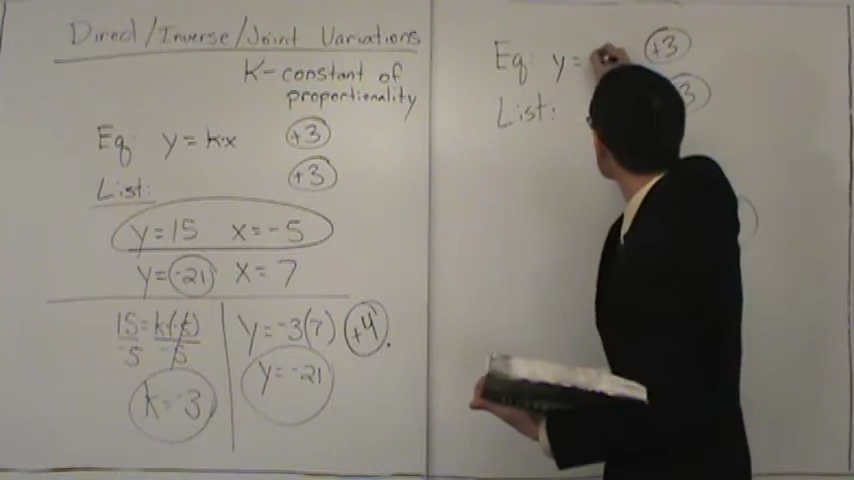 Direct/Inverse/Joint Variations
K-constant of
proportionality
Eq: y=k·x +3
List: +3
y=15 x=-5
y=-21 x=7
15=k(-5)
-5 -5
k=-3
y=-3(7) +4.
y=-21
Eq: y= +3
List: 3